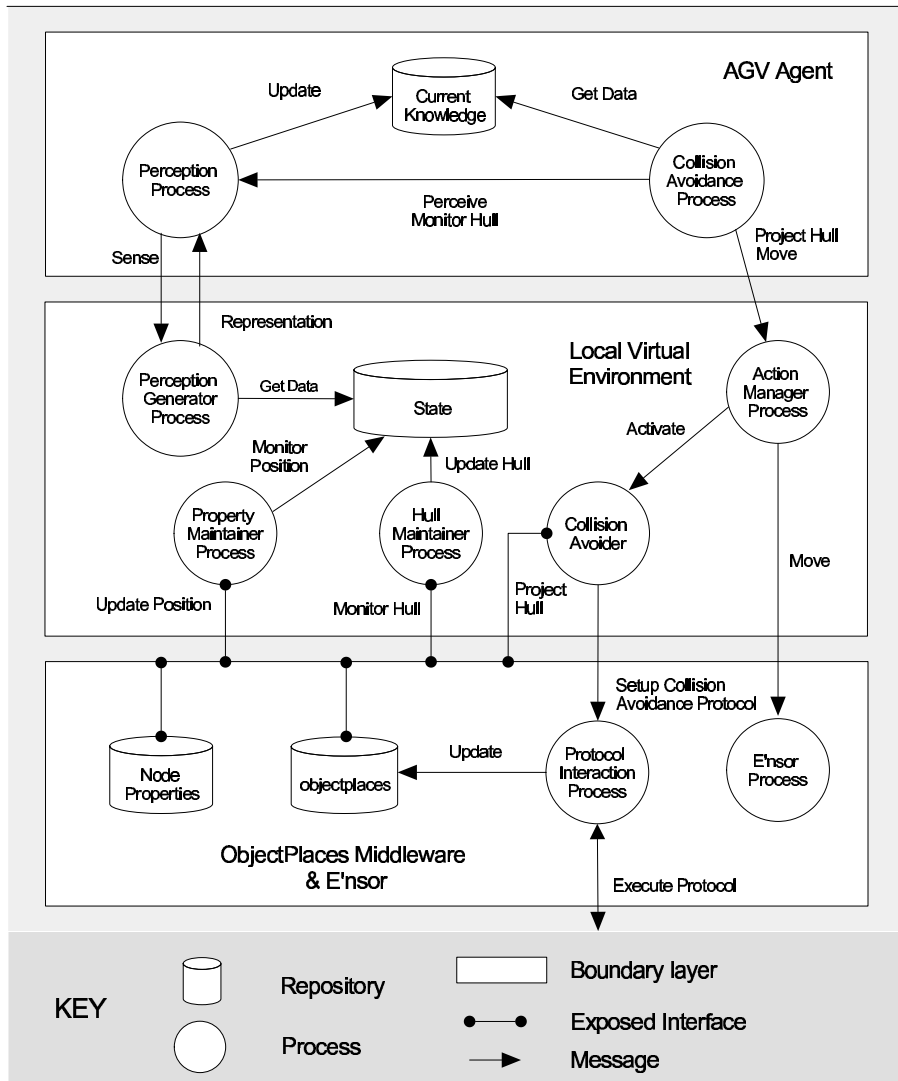 AGV Agent
Update
Current
Knowledge
Get Data
Perception
Process
Collision
Avoidance
Process
Perceive
Monitor Hull
Project Hull
Move
Sense
Representation
Local Virtual
Environment
Perception
Generator
Process
Get Data
State
Action
Manager
Process
Monitor
Position
Update Hull
Activate
Property
Maintainer
Process
Hull
Maintainer
Process
Collision
Avoider
Move
Update Position
Monitor Hull
Project
Hull
Setup Collision
Avoidance Protocol
Node
Properties
objectplaces
Update
Protocol
Interaction
Process
E'nsor
Process
ObjectPlaces Middleware
& E'nsor
Execute Protocol
KEY
Repository
Boundary layer
Exposed Interface
Process
Message